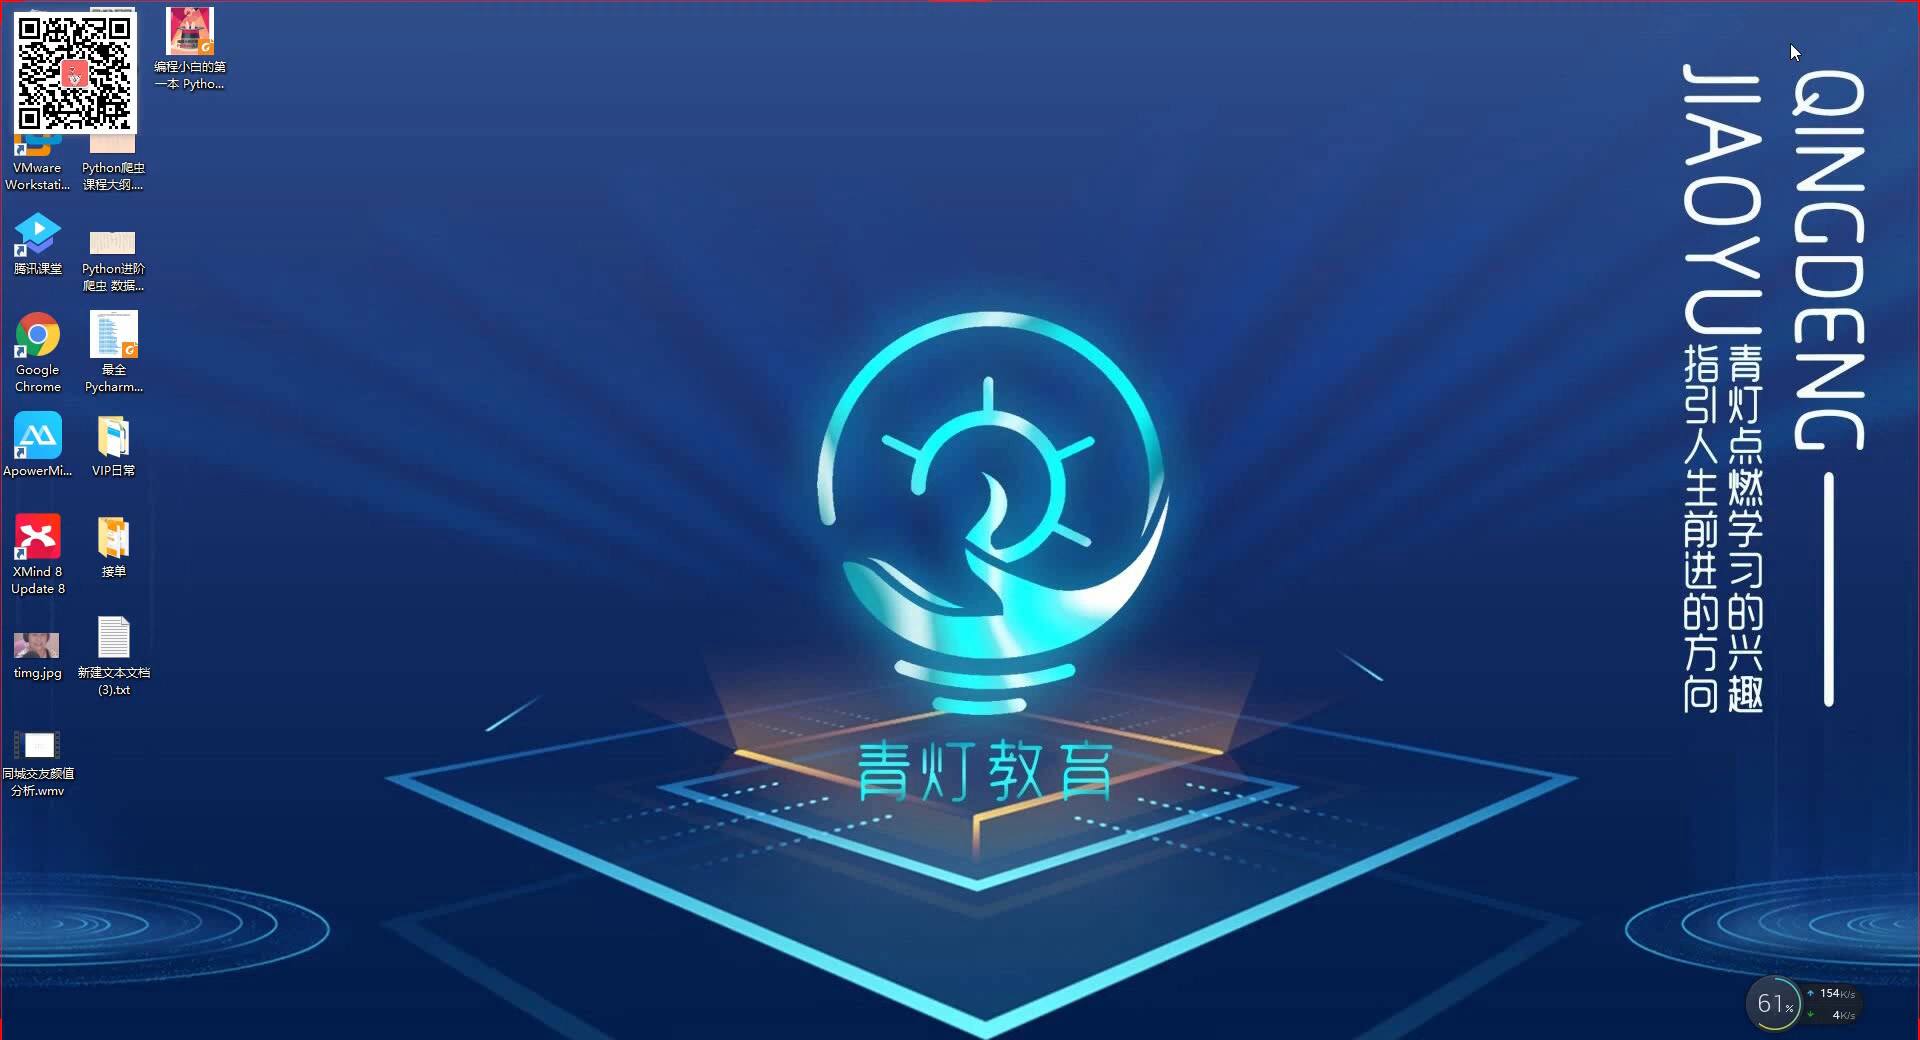 编程小白的第
一本 Pytho...
VMware
Workstati...
Python爬虫
课程大纲....
腾讯课堂
Python进阶
爬虫 数据...
Google
Chrome
最全
Pycharm...
ApowerMi...
VIP日常
XMind 8
Update 8
接单
timg.jpg
新建文本文档
(3).txt
同城交友颜值
分析.wmv
青灯教育
QINGDENG
JIAOYU
青灯点燃学习的兴趣
指引人生前进的方向
61%
154K/s
4K/s